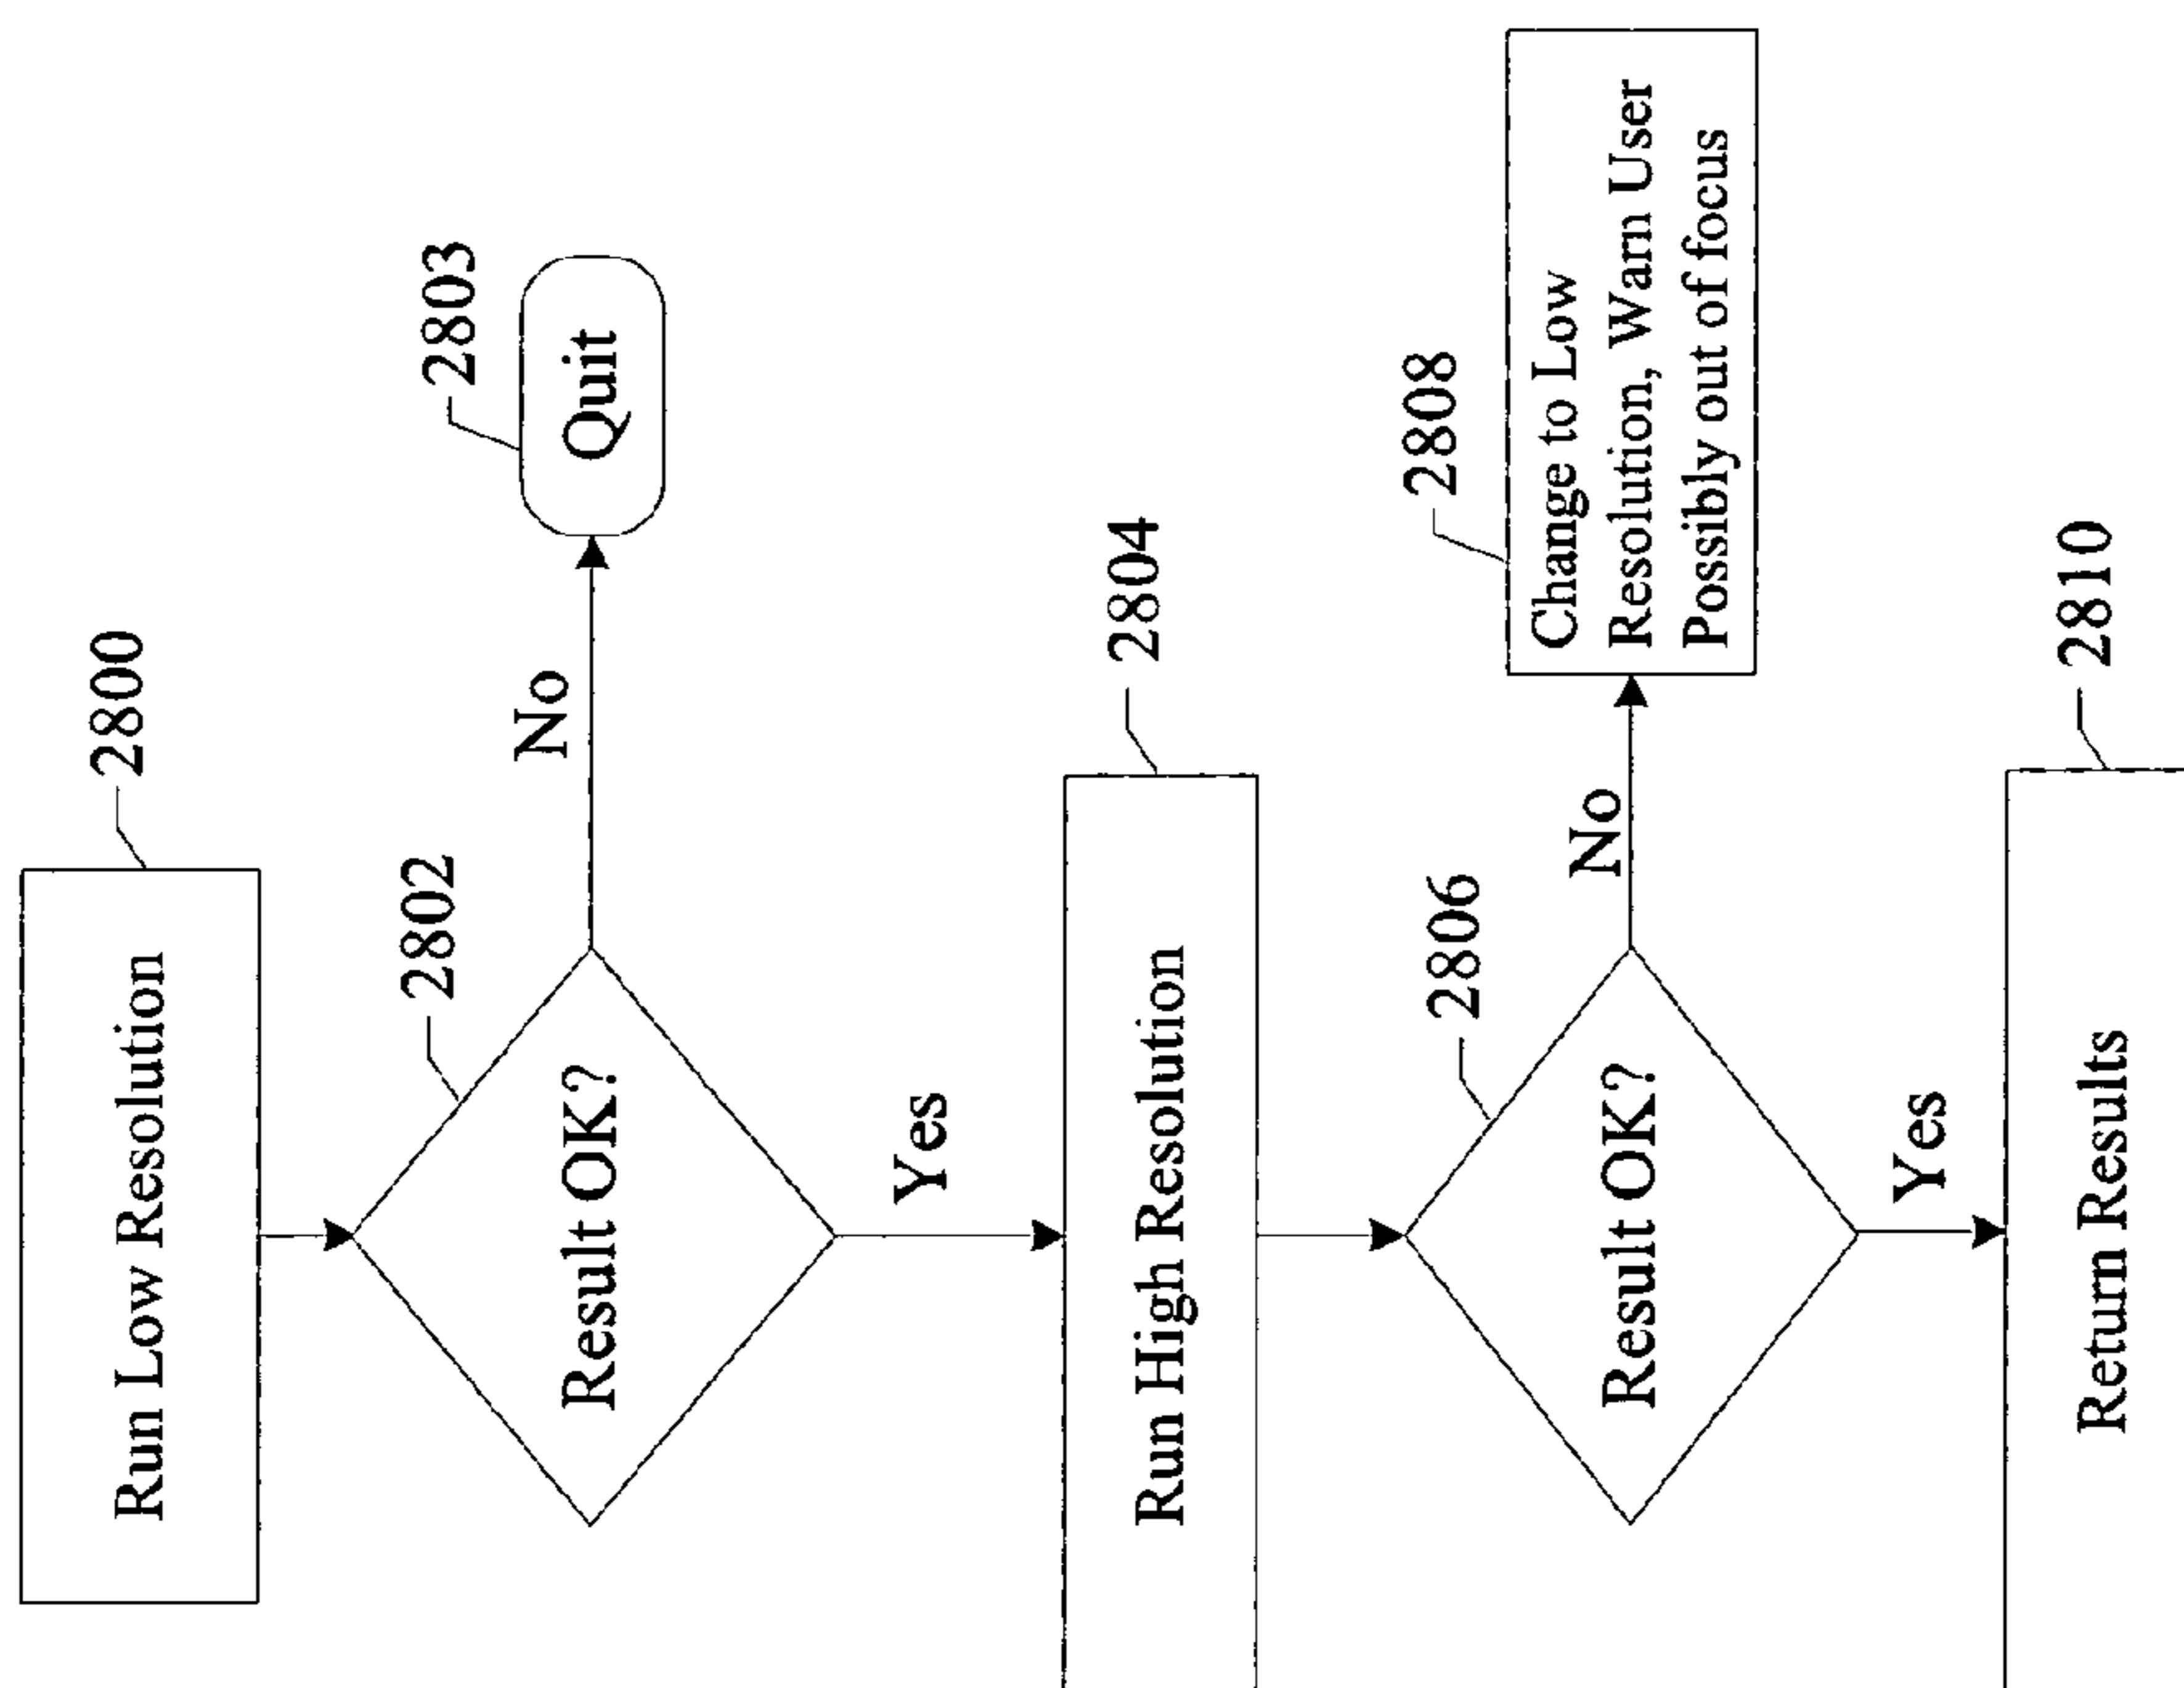 Run Low Resolution
2800
Result OK?
2802
No
Quit
2803
Yes
Run High Resolution
2804
Result OK?
2806
No
Change to Low
Resolution, Warn User
Possibly out of focus
2808
Yes
Return Results
2810